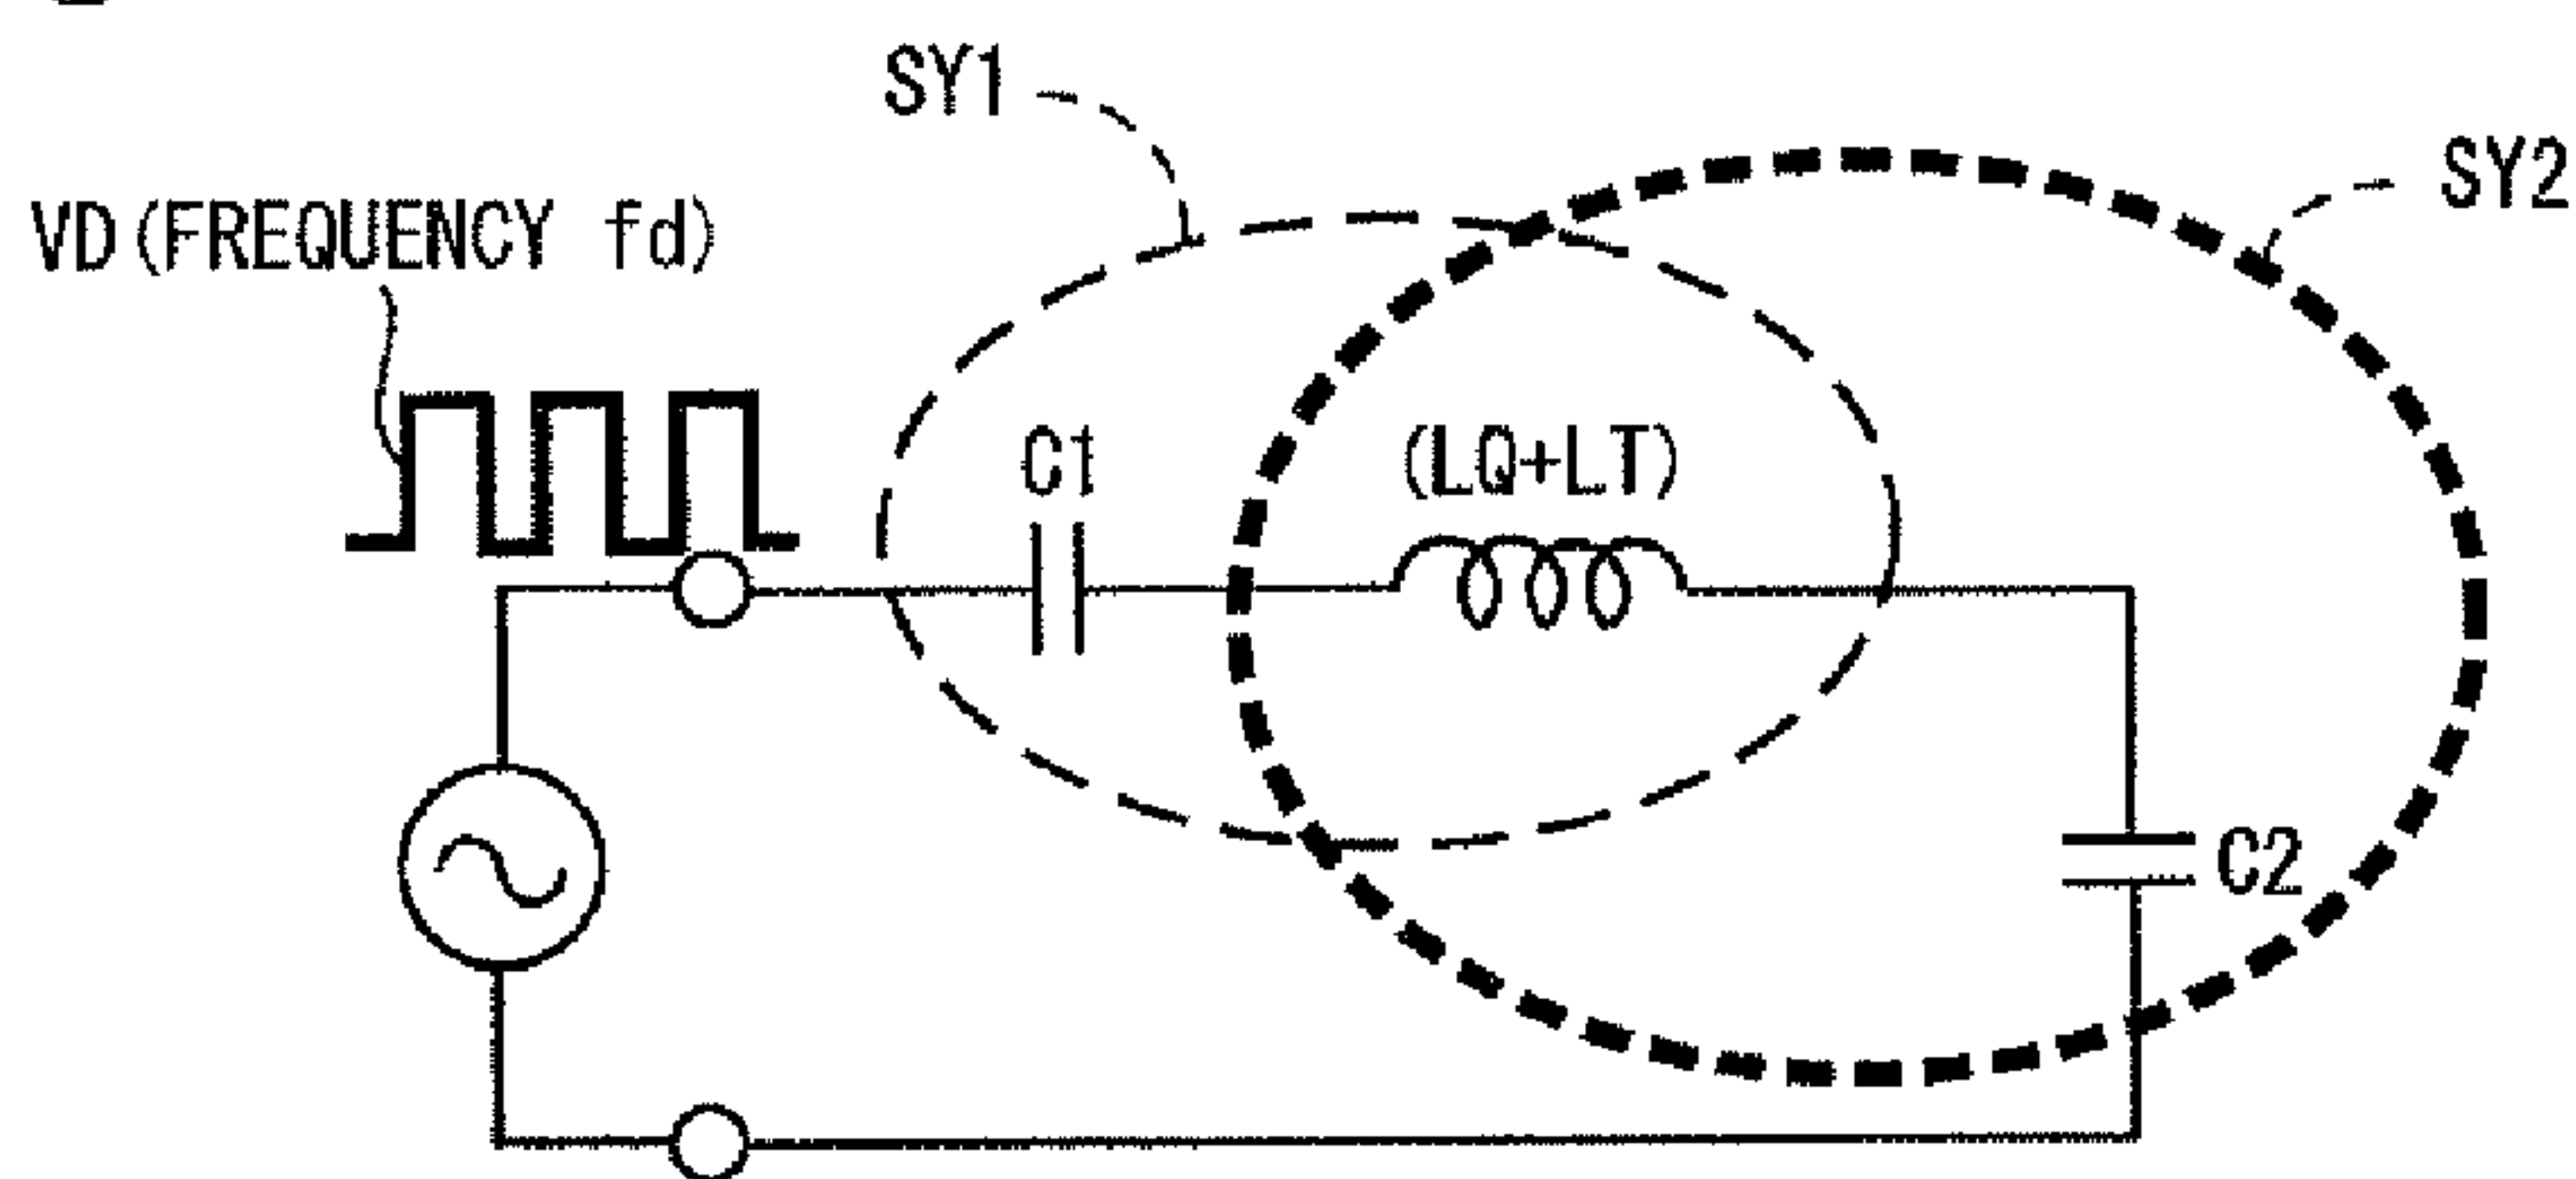 SY1
SY2
VD(FREQUENCY fd)
C1
(LQ+LT)
C2